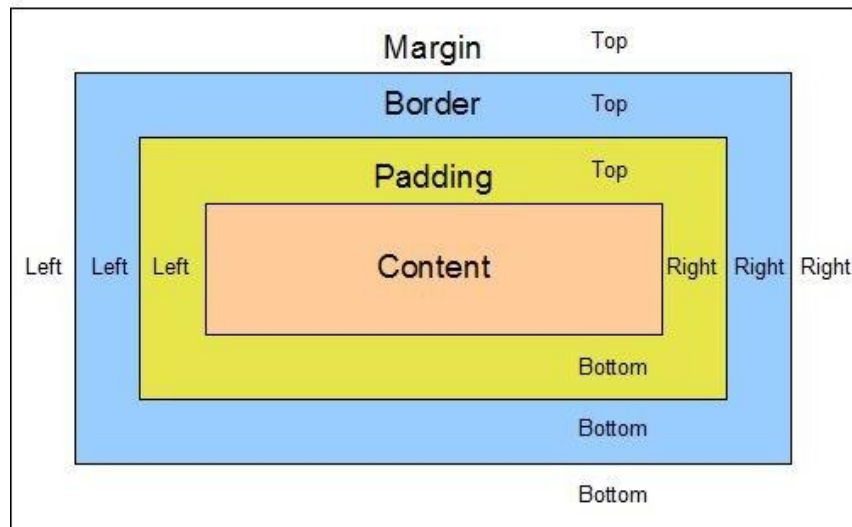 Margin Top
Border Top
Padding Top
Left Left Left Content Right Right Right
Bottom
Bottom
Bottom